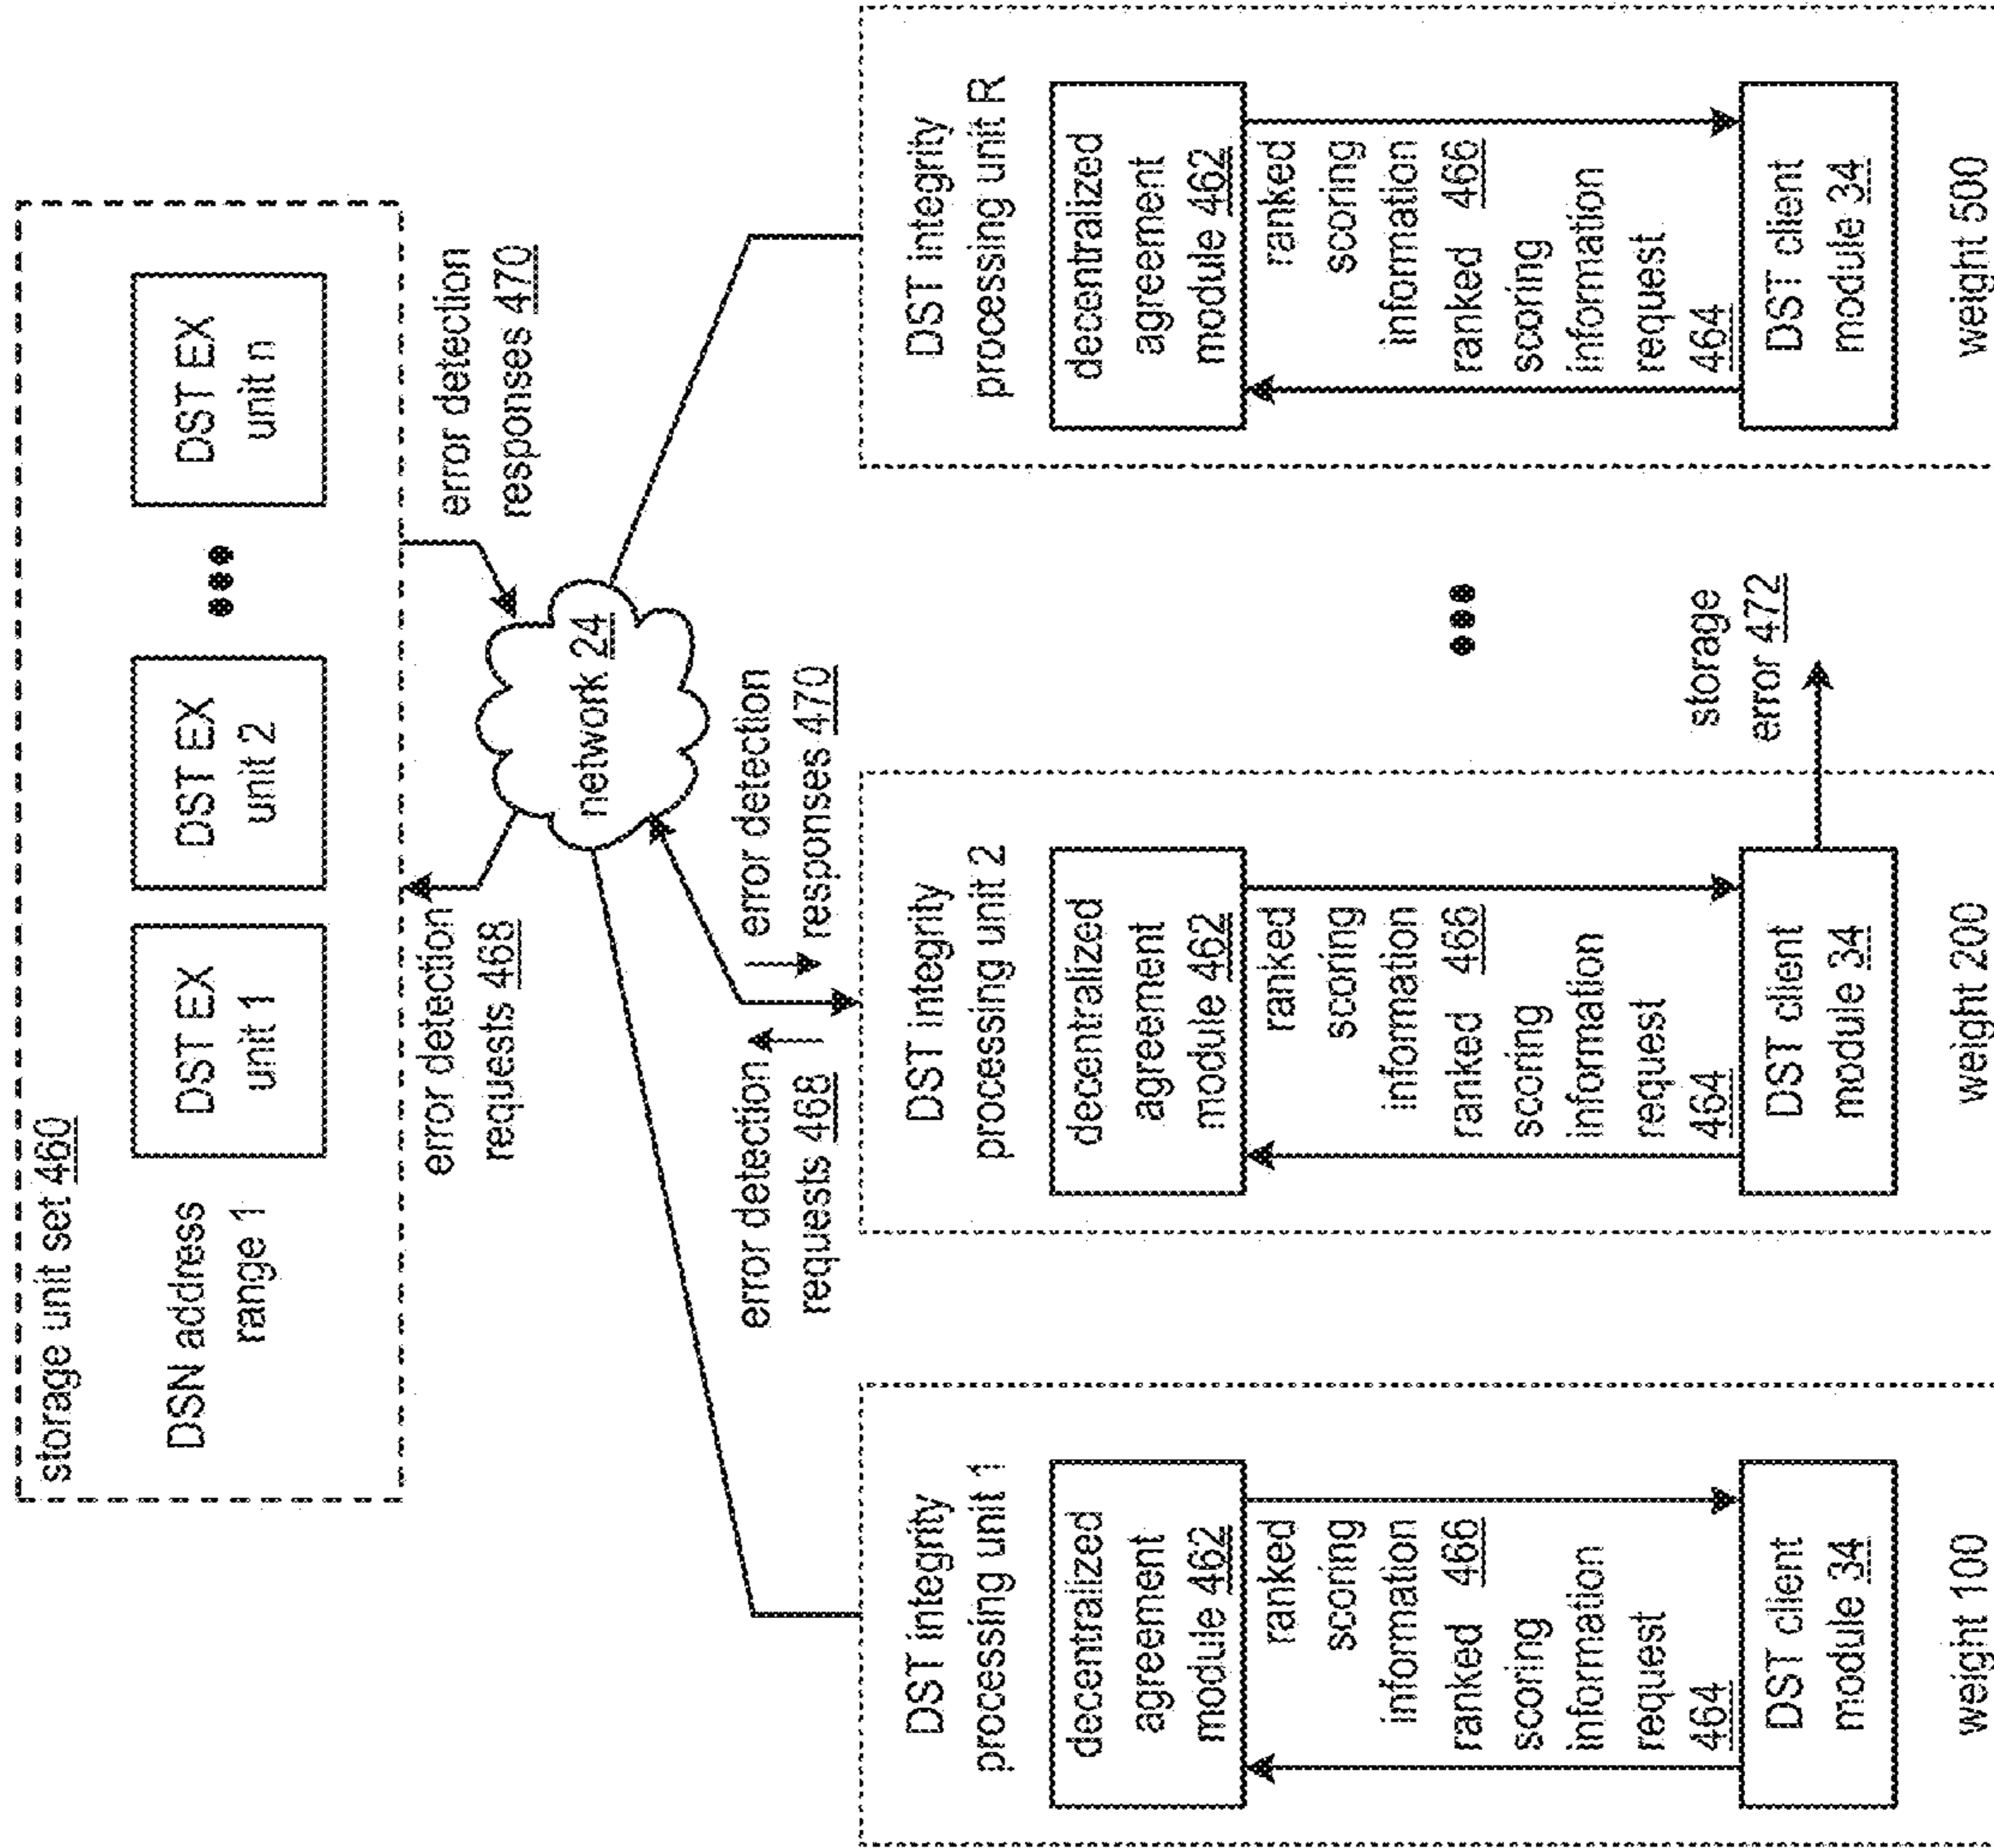 storage unit set 460
DSN address
range 1
DST EX
unit 1
DST EX
unit 2
DST EX
unit n
error detection
requests 468
error detection
responses 470
network 24
error detection
requests 468
error detection
responses 470
DST integrity
processing unit 1
decentralized
agreement
module 462
ranked
scoring
information
ranked 466
scoring
information
request
464
DST client
module 34
weight 100
DST integrity
processing unit 2
decentralized
agreement
module 462
ranked
scoring
information
ranked 466
scoring
information
request
464
DST client
module 34
weight 200
storage
error 472
DST integrity
processing unit R
decentralized
agreement
module 462
ranked
scoring
information
ranked 466
scoring
information
request
464
DST client
module 34
weight 500